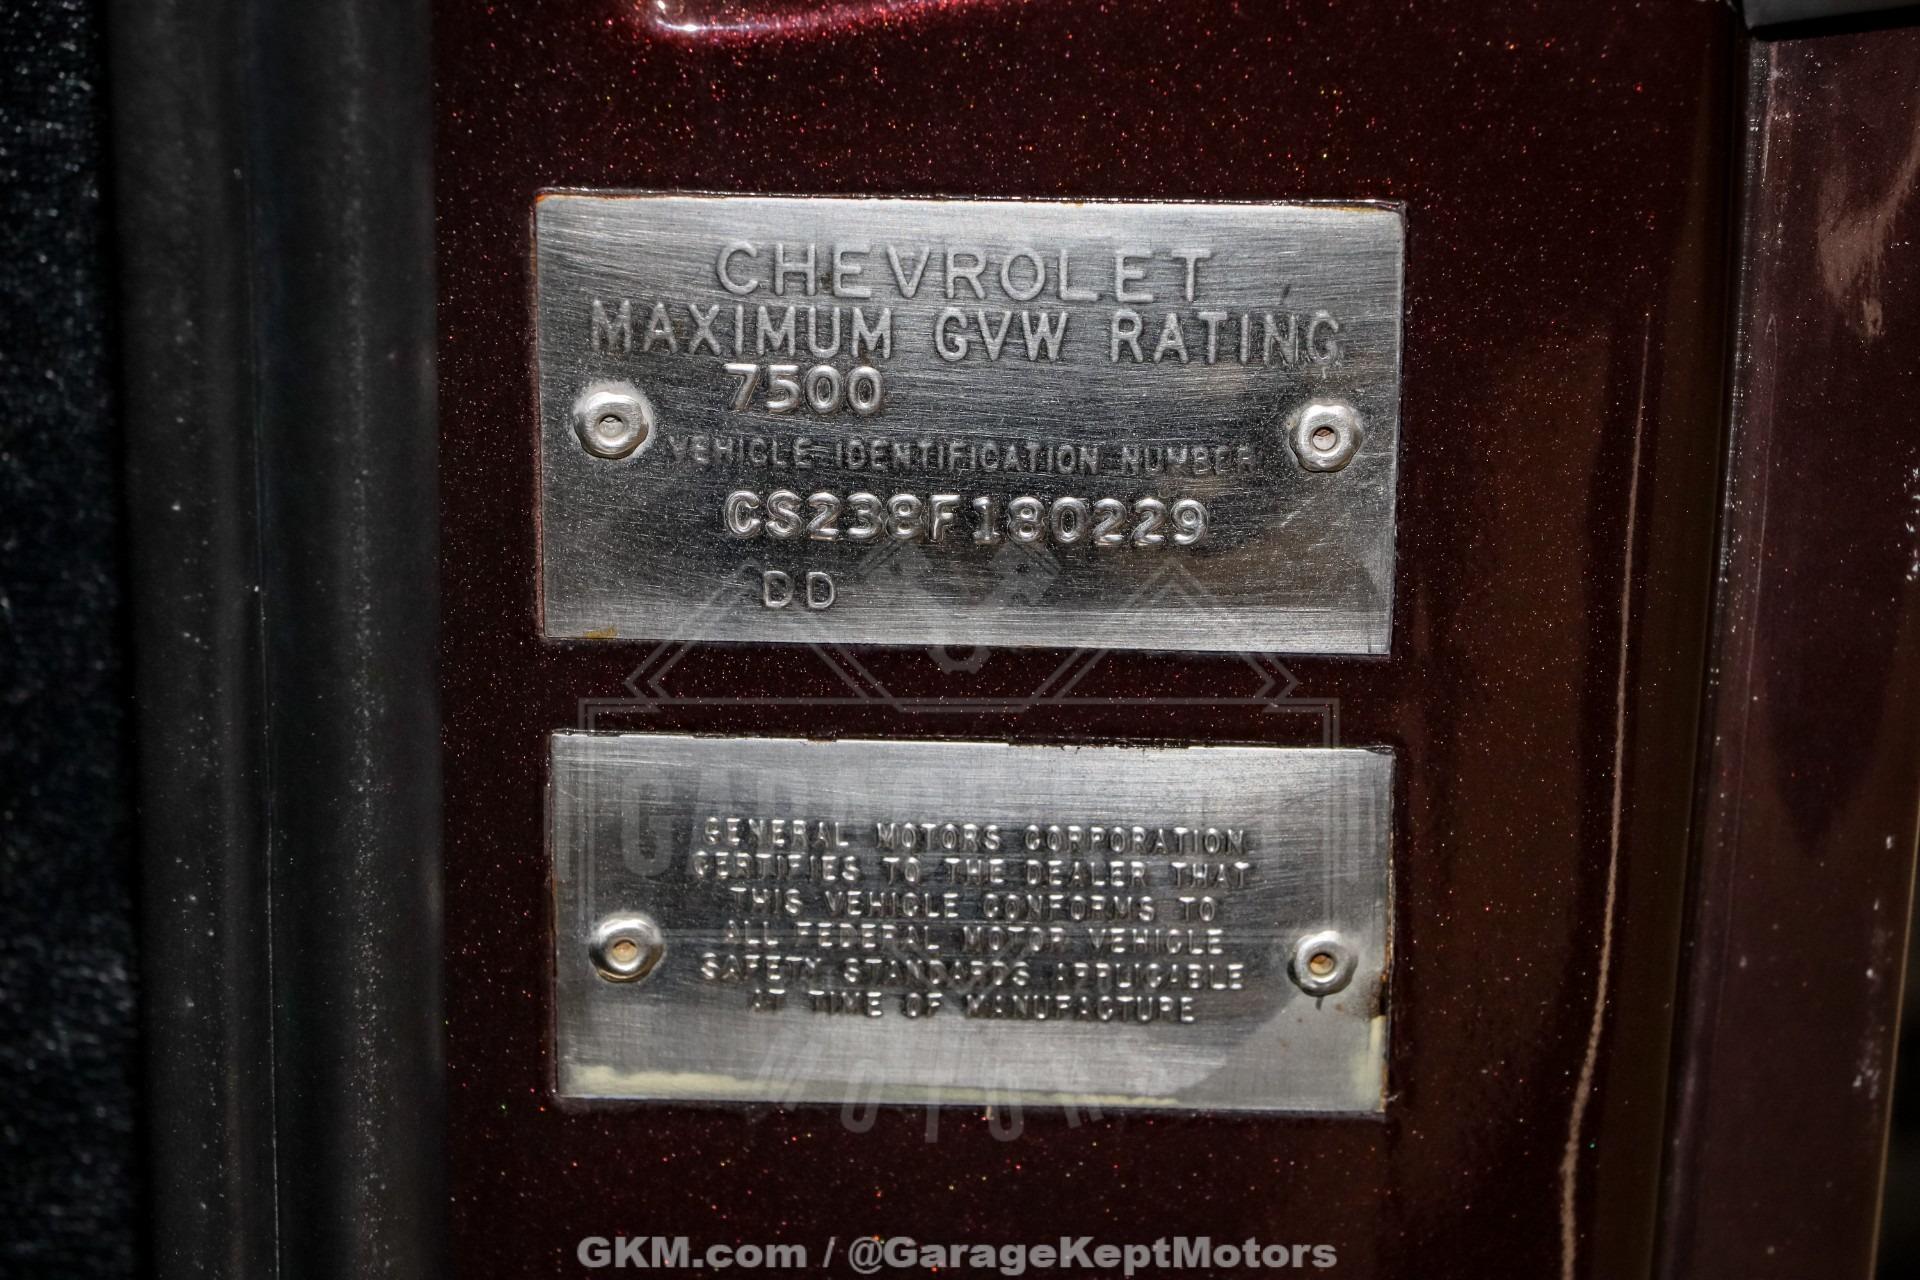 CHEVROLET
MAXIMUM GVW RATING
7500
VEHICLE IDENTIFICATION NUMBER
CS238F180229
DD
GENERAL MOTORS CORPORATION
CERTIFIES TO THE DEALER THAT
THIS VEHICLE CONFORMS TO
ALL FEDERAL MOTOR VEHICLE
SAFETY STANDARDS APPLICABLE
AT TIME OF MANUFACTURE
MOTORS
GKM.com / @GarageKeptMotors